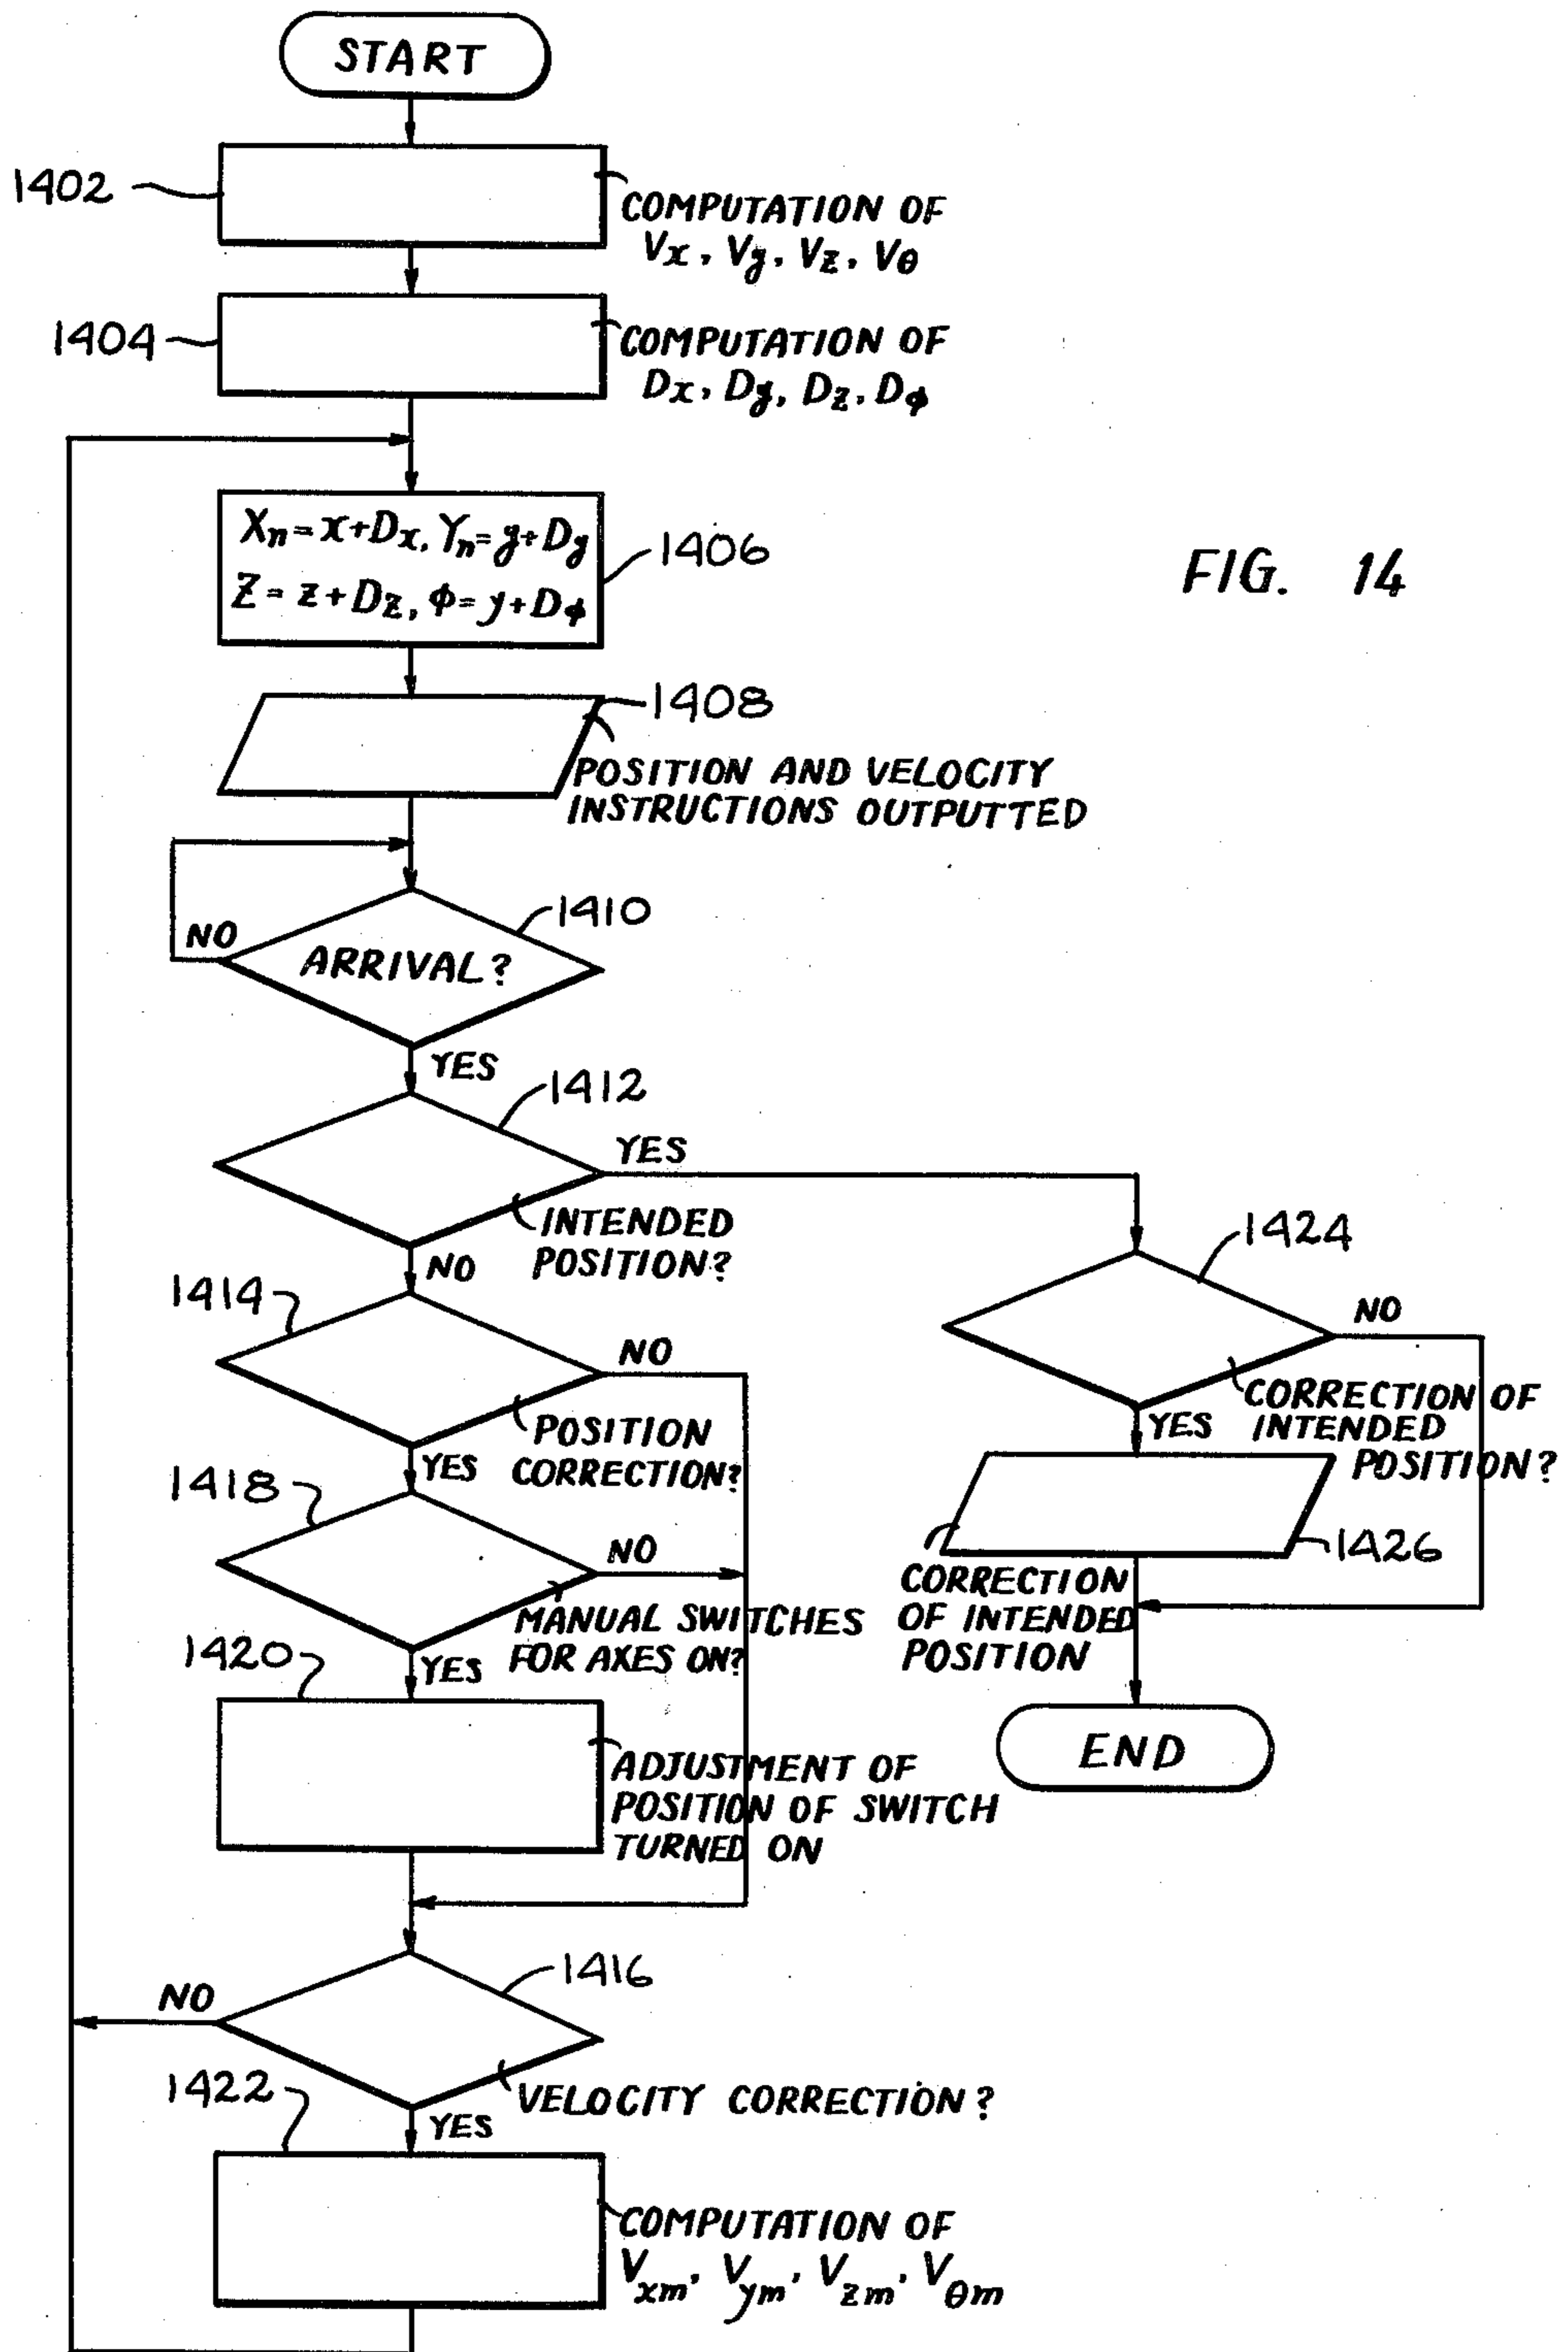 START
1402
COMPUTATION OF
Vx, Vy, Vz, Vθ
1404
COMPUTATION OF
Dx, Dy, Dz, Dϕ
Xn=x+Dx, Yn=y+Dy
Z=z+Dz, ϕ=y+Dϕ
1406
FIG. 14
1408
POSITION AND VELOCITY
INSTRUCTIONS OUTPUTTED
1410
NO
ARRIVAL?
YES
1412
YES
INTENDED
POSITION?
NO
1424
NO
CORRECTION OF
INTENDED
POSITION?
YES
1414
NO
POSITION
CORRECTION?
YES
1426
CORRECTION
OF INTENDED
POSITION
1418
NO
MANUAL SWITCHES
FOR AXES ON?
YES
1420
ADJUSTMENT OF
POSITION OF SWITCH
TURNED ON
END
1416
NO
VELOCITY CORRECTION?
YES
1422
COMPUTATION OF
Vxm, Vym, Vzm, Vθm